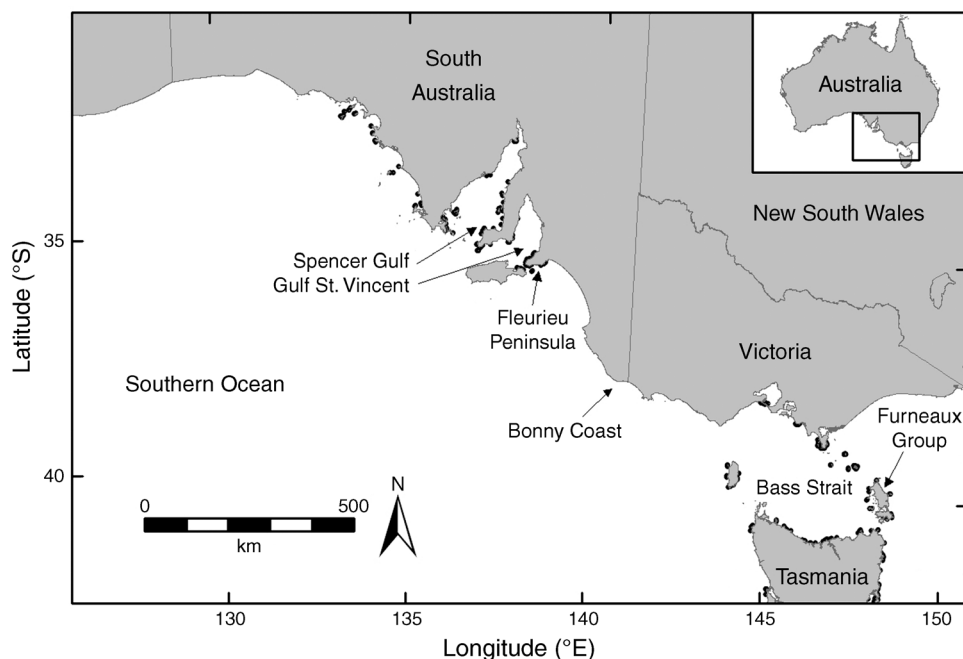 South
Australia
Australia
New South Wales
35
Spencer Gulf
Gulf St. Vincent
Fleurieu
Peninsula
Victoria
Latitude (°S)
Southern Ocean
Bonny Coast
Furneaux
Group
40
Bass Strait
N
0
500
km
Tasmania
130
135
140
145
150
Longitude (°E)